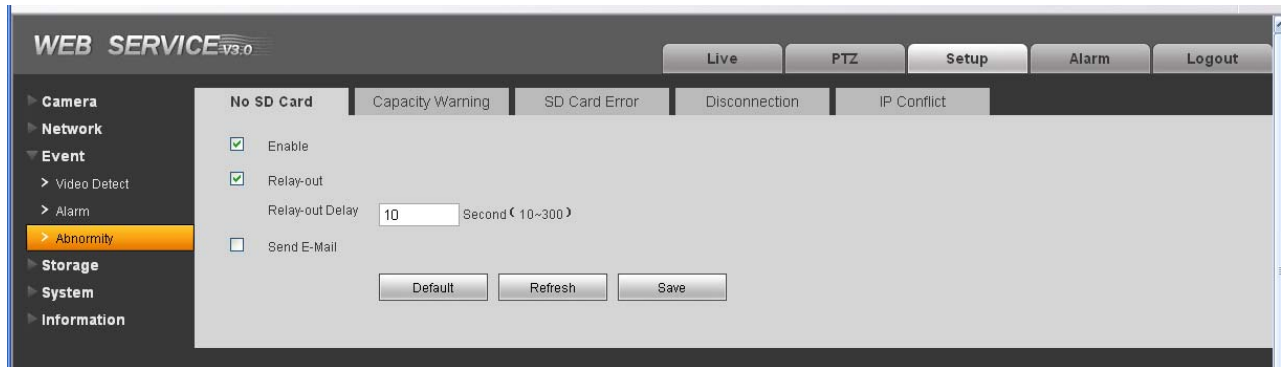 WEB SERVICE V3.0
Live PTZ Setup Alarm Logout
Camera
Network
Event
> Video Detect
> Alarm
> Abnormity
Storage
System
Information
No SD Card Capacity Warning SD Card Error Disconnection IP Conflict
Enable
Relay-out
Relay-out Delay 10 Second ( 10~300 )
Send E-Mail
Default Refresh Save